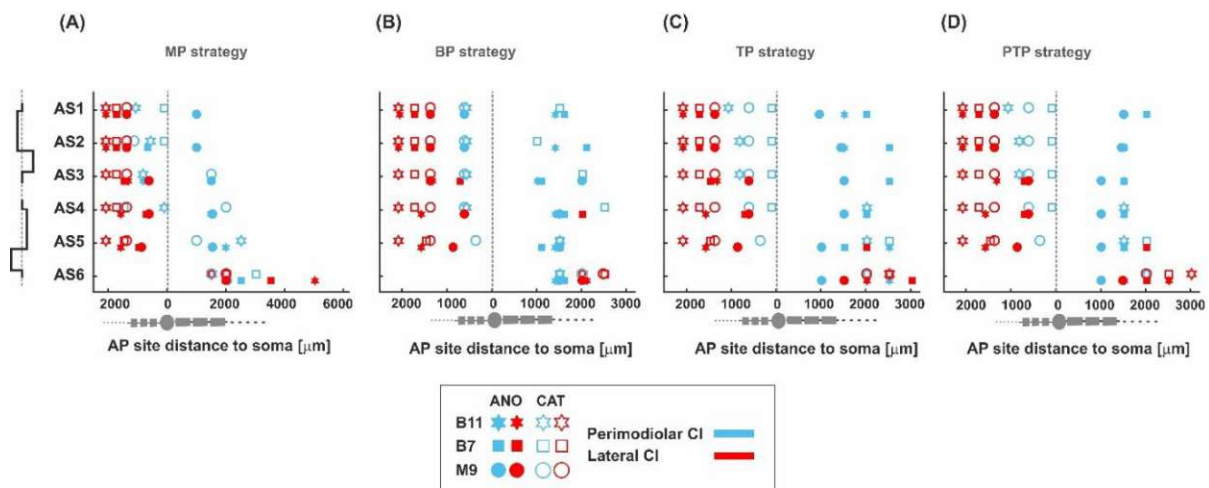 (A) (B) (C) (D)
MP strategy BP strategy TP strategy PTP strategy
AS1
AS2
AS3
AS4
AS5
AS6
2000 0 2000 4000 6000 2000 1000 0 1000 2000 3000 2000 1000 0 1000 2000 3000 2000 1000 0 1000 2000 3000
AP site distance to soma [μm] AP site distance to soma [μm] AP site distance to soma [μm] AP site distance to soma [μm]
ANO CAT
B11
B7
M9
Perimodiolar CI
Lateral CI